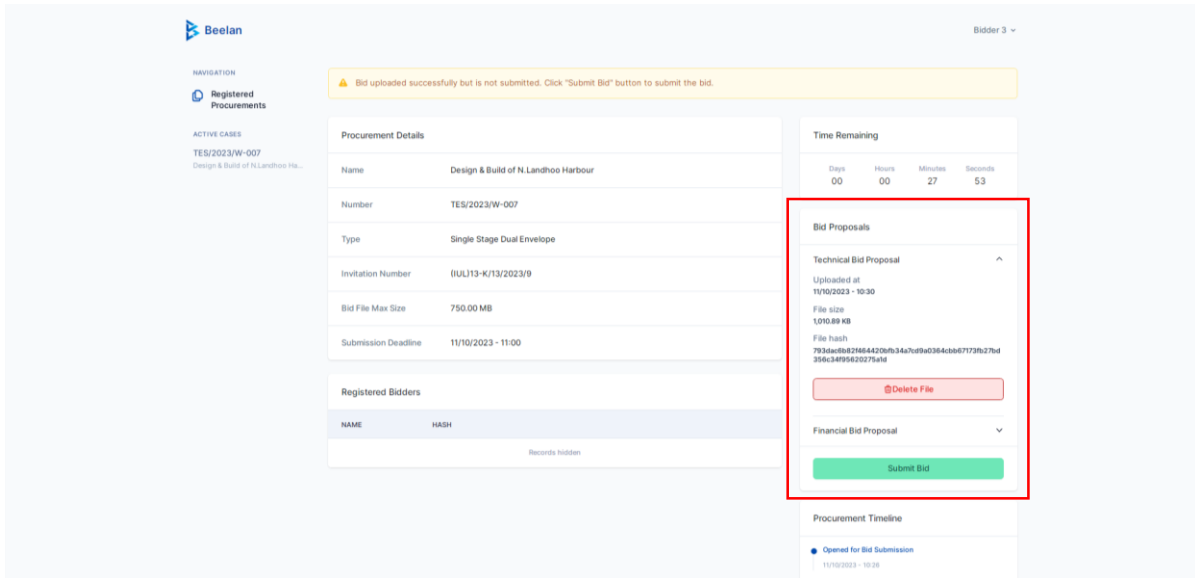 Beelan
Bidder 3
NAVIGATION
Registered
Procurements
ACTIVE CASES
TES/2023/W-007
Design & Build of N.Landhoo Ha...
Bid uploaded successfully but is not submitted. Click "Submit Bid" button to submit the bid.
Procurement Details
Name Design & Build of N.Landhoo Harbour
Number TES/2023/W-007
Type Single Stage Dual Envelope
Invitation Number (IUL)13-K/13/2023/9
Bid File Max Size 750.00 MB
Submission Deadline 11/10/2023 - 11:00
Registered Bidders
NAME HASH
Records hidden
Time Remaining
Days Hours Minutes Seconds
00 00 27 53
Bid Proposals
Technical Bid Proposal
Uploaded at
11/10/2023 - 10:30
File size
1,010.89 KB
File hash
793dac6b82f464420bfb34a7cd9a0364cbb67173fb27bd
356c34f95620275a1d
Delete File
Financial Bid Proposal
Submit Bid
Procurement Timeline
Opened for Bid Submission
11/10/2023 - 10:28